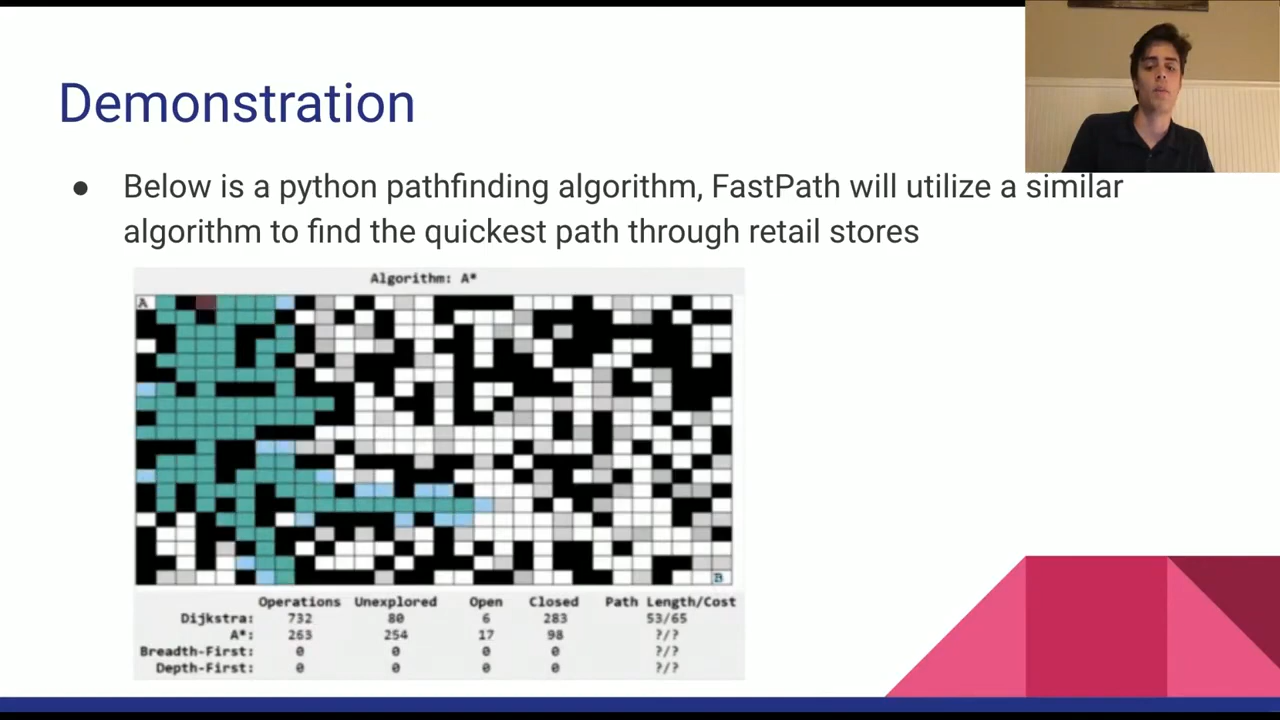 Demonstration
● Below is a python pathfinding algorithm, FastPath will utilize a similar
algorithm to find the quickest path through retail stores
Algorithm: A*
A
B
Operations Unexplored Open Closed Path Length/Cost
Dijkstra: 732 80 6 283 53/65
A*: 263 254 17 98 ?/?
Breadth-First: 0 0 0 0 ?/?
Depth-First: 0 0 0 0 ?/?